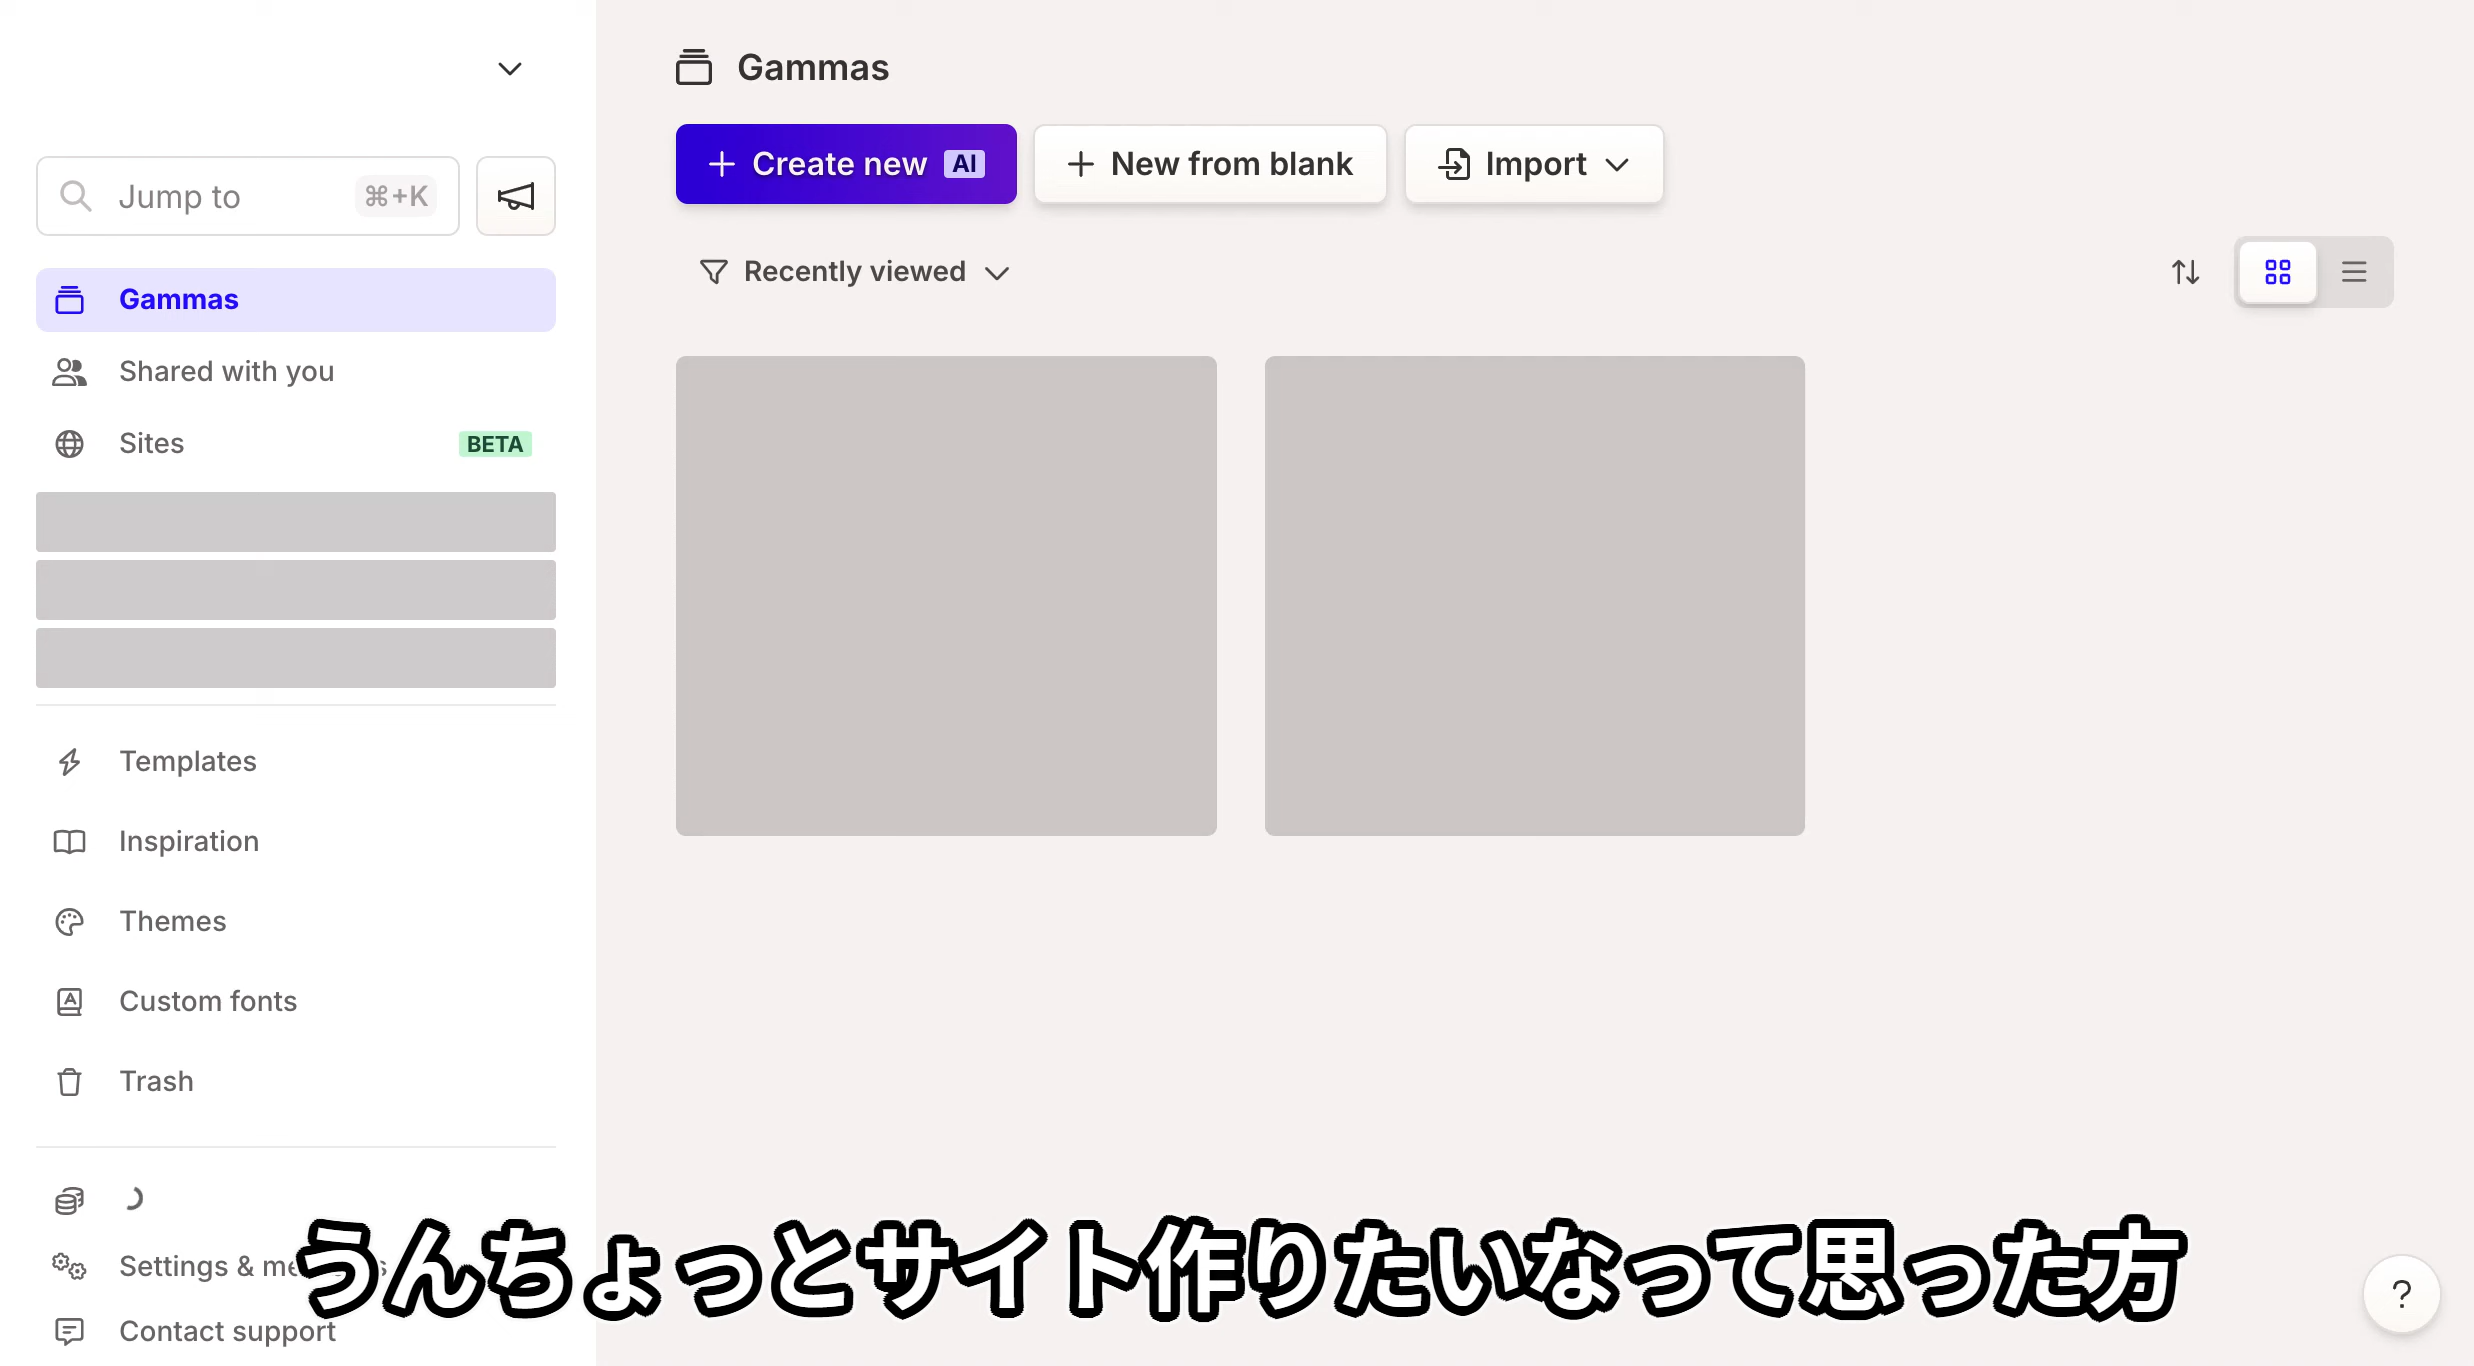 Jump to
⌘+K
Gammas
Shared with you
Sites
BETA
Templates
Inspiration
Themes
Custom fonts
Trash
Settings &
Contact support
Gammas
Create new AI
New from blank
Import
Recently viewed
うんちょっとサイト作りたいなって思った方
?